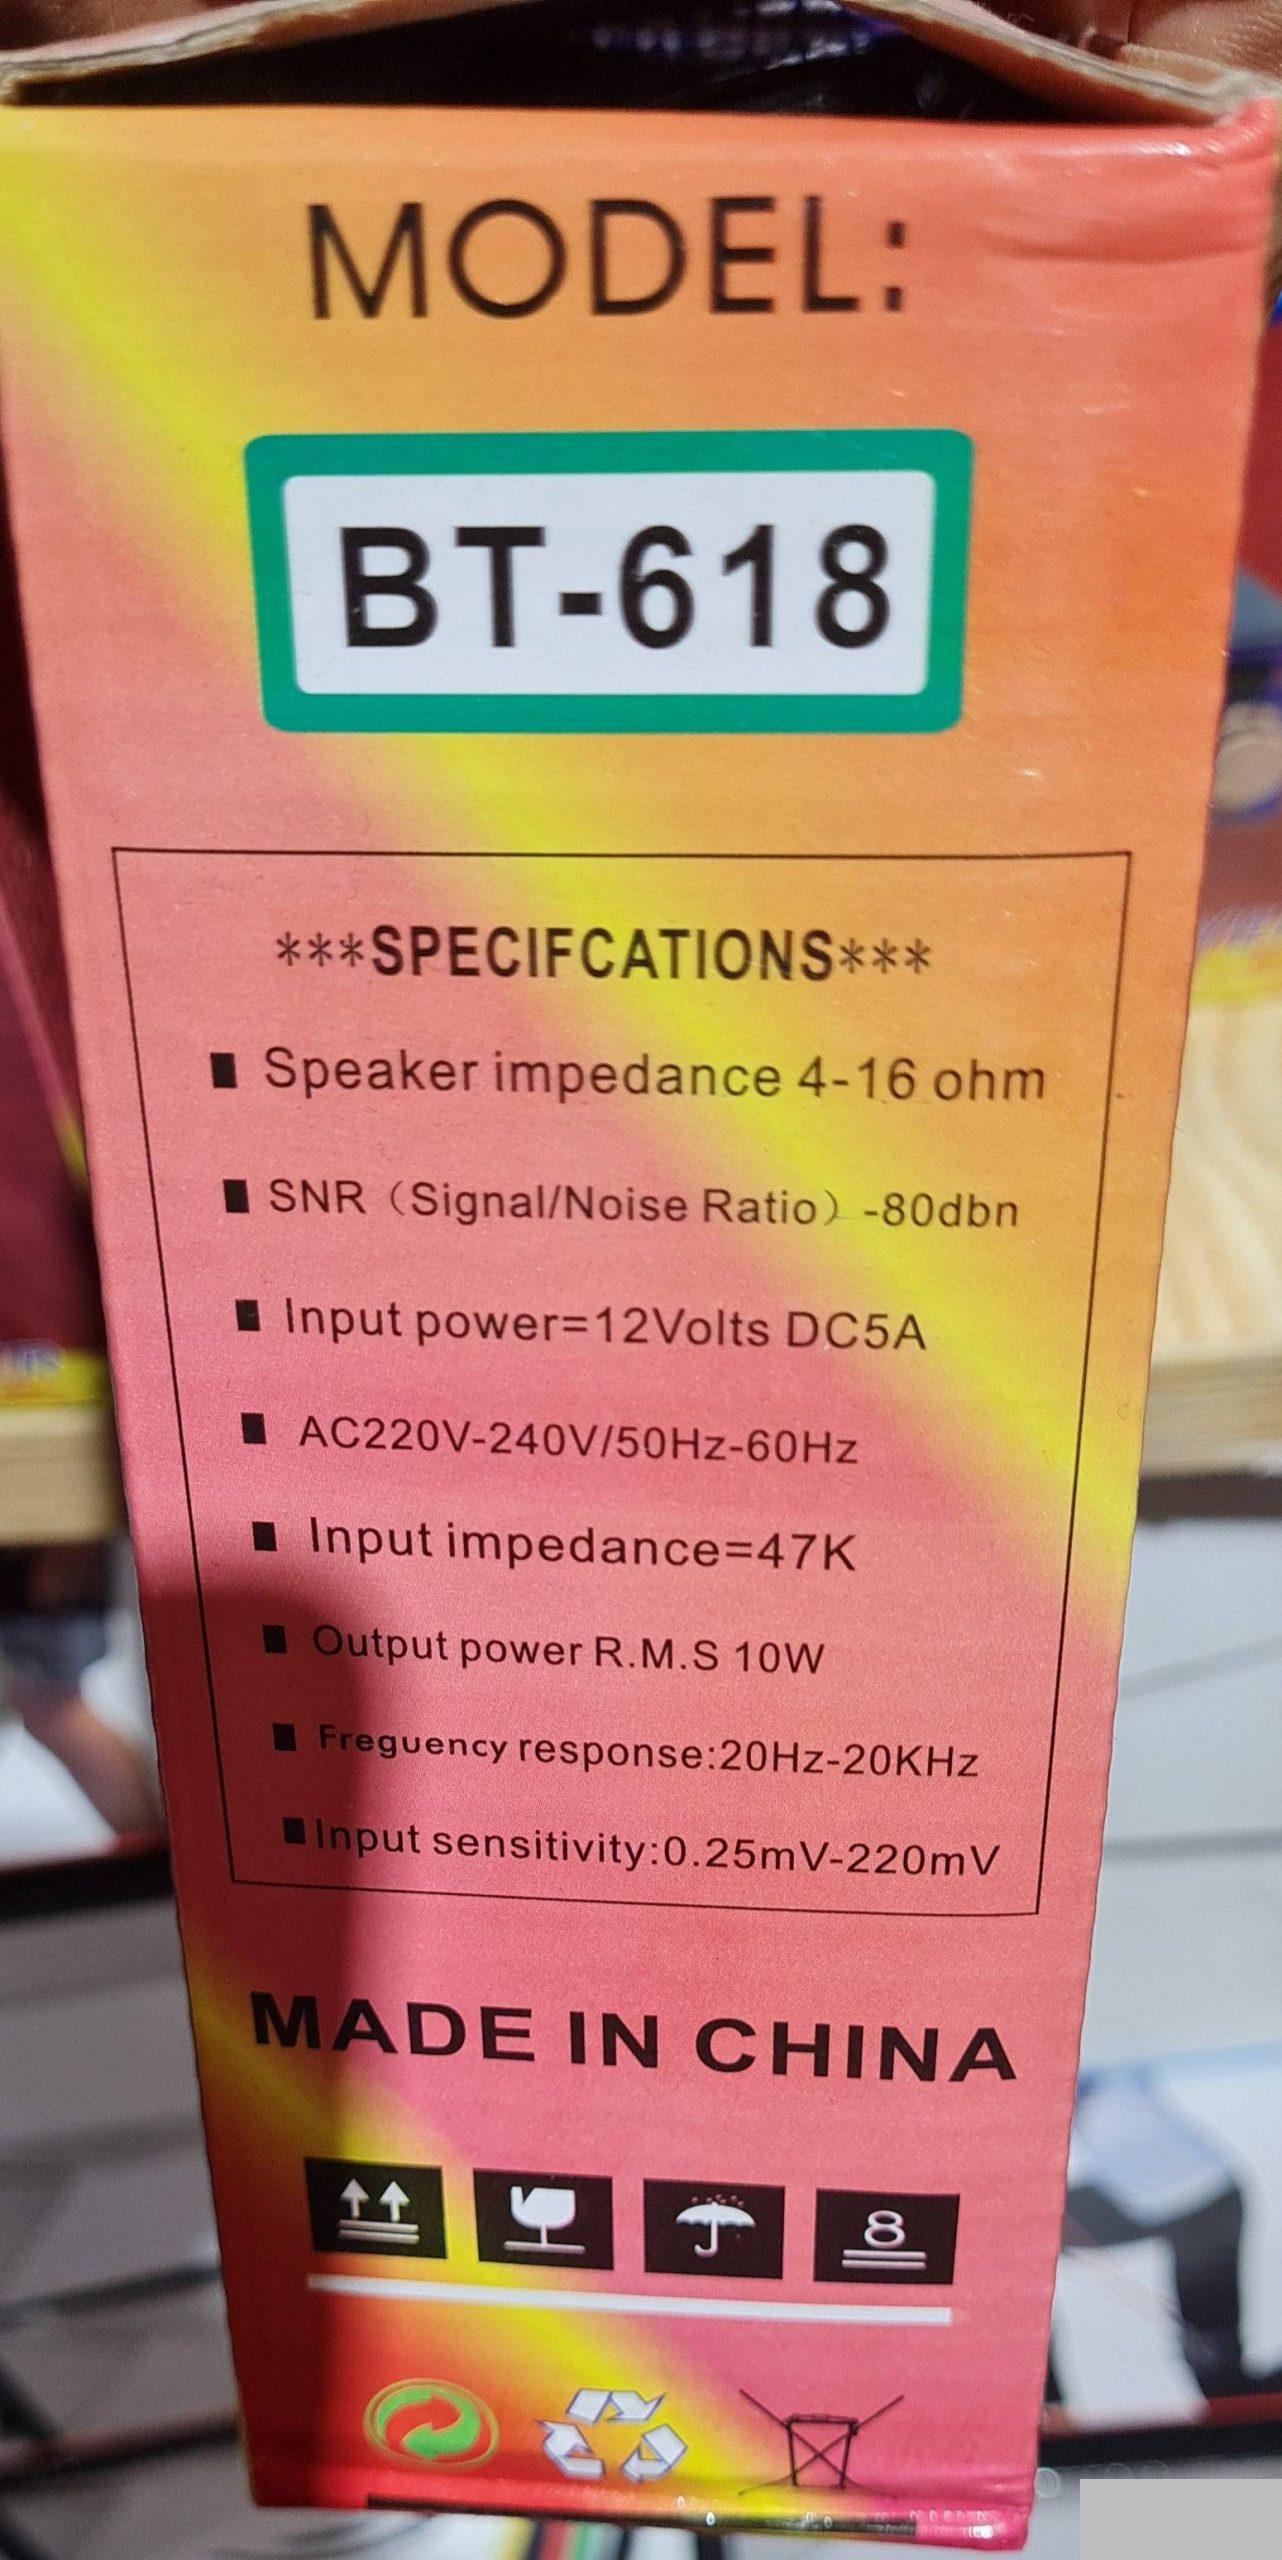 MODEL:
BT-618
***SPECIFCATIONS***
■ Speaker impedance 4-16 ohm
■ SNR（Signal/Noise Ratio）-80dbn
■ Input power=12Volts DC5A
■ AC220V-240V/50Hz-60Hz
■ Input impedance=47K
■ Output power R.M.S 10W
■ Freguency response:20Hz-20KHz
■ Input sensitivity:0.25mV-220mV
MADE IN CHINA
8